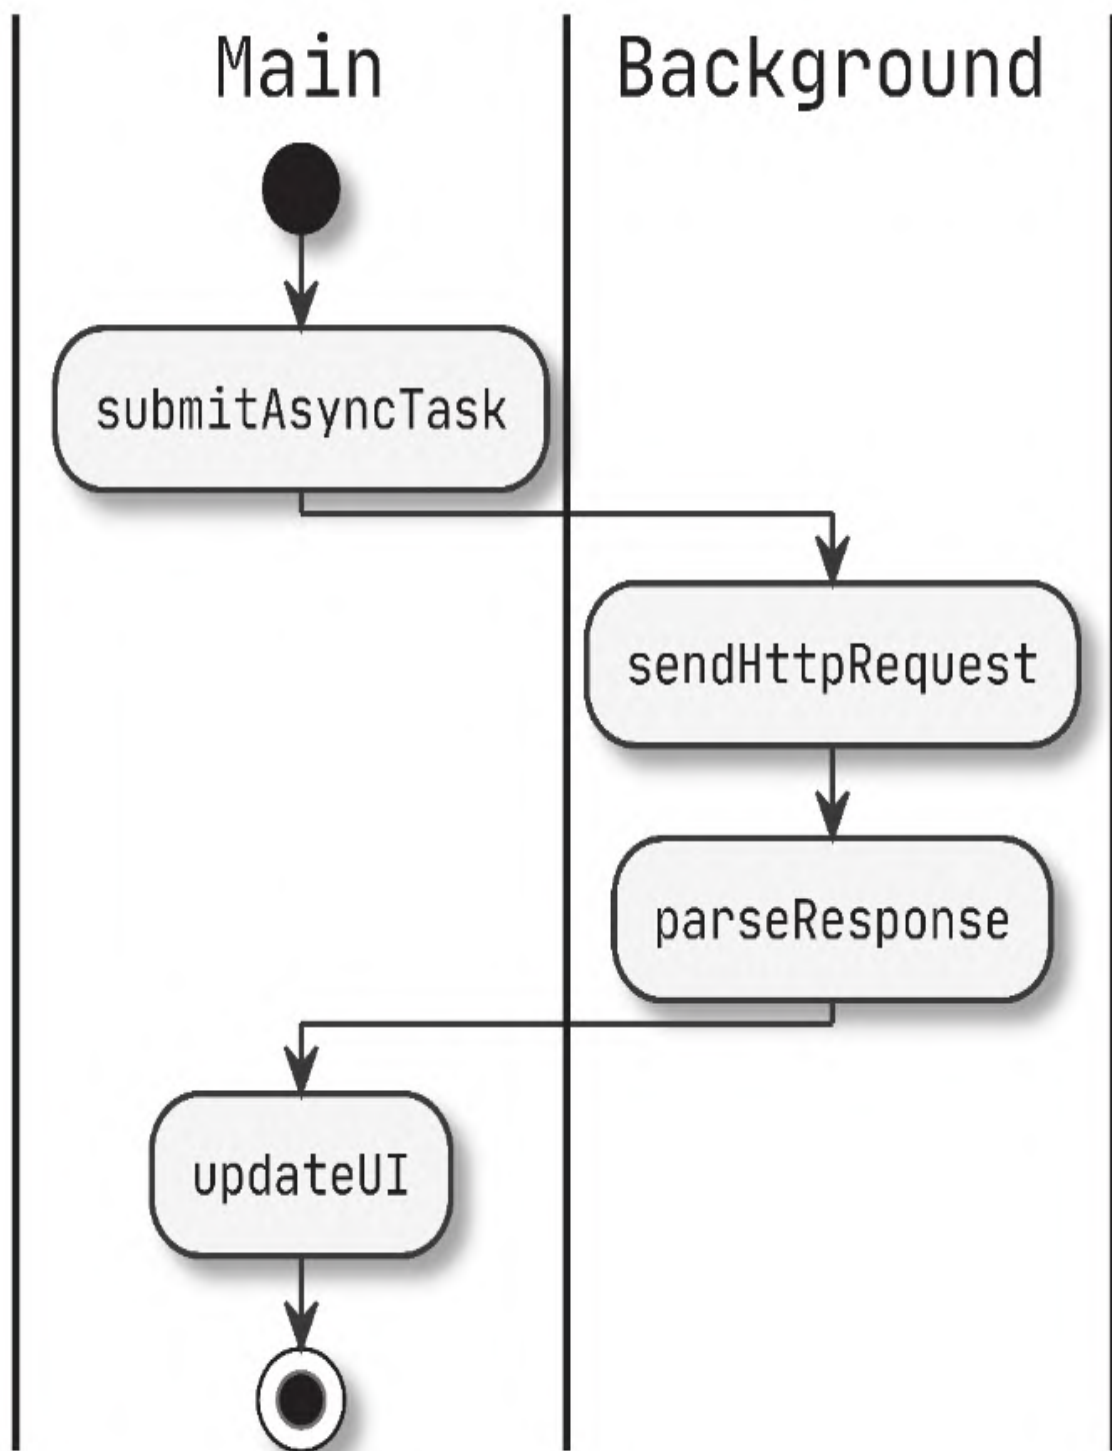 Main
Background
submitAsyncTask
sendHttpRequest
parseResponse
updateUI